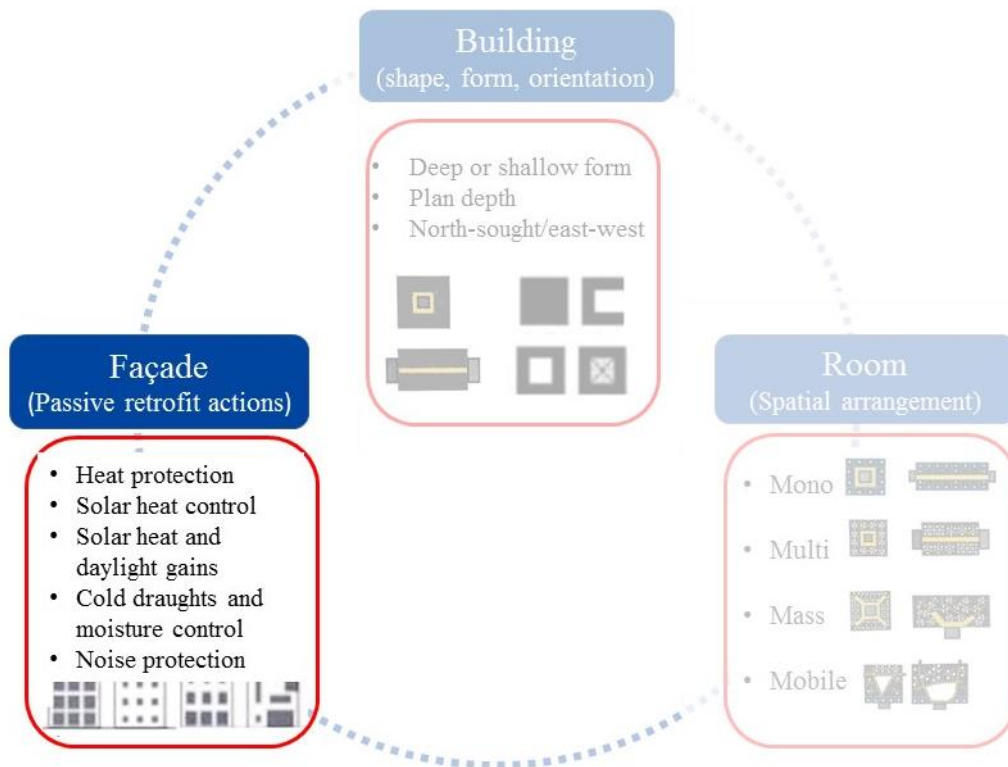 Building
(shape, form, orientation)
• Deep or shallow form
• Plan depth
• North-sought/east-west
Façade
(Passive retrofit actions)
• Heat protection
• Solar heat control
• Solar heat and
daylight gains
• Cold draughts and
moisture control
• Noise protection
Room
(Spatial arrangement)
• Mono
• Multi
• Mass
• Mobile